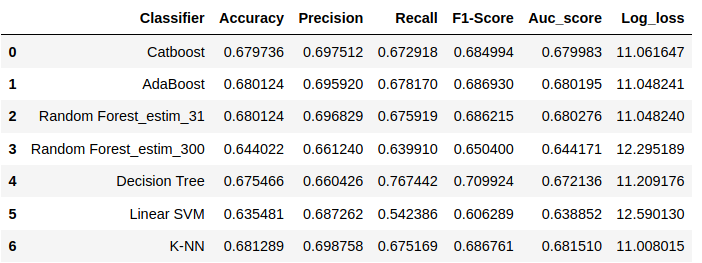 Classifier Accuracy Precision Recall F1-Score Auc_score Log_loss
0 Catboost 0.679736 0.697512 0.672918 0.684994 0.679983 11.061647
1 AdaBoost 0.680124 0.695920 0.678170 0.686930 0.680195 11.048241
2 Random Forest_estim_31 0.680124 0.696829 0.675919 0.686215 0.680276 11.048240
3 Random Forest_estim_300 0.644022 0.661240 0.639910 0.650400 0.644171 12.295189
4 Decision Tree 0.675466 0.660426 0.767442 0.709924 0.672136 11.209176
5 Linear SVM 0.635481 0.687262 0.542386 0.606289 0.638852 12.590130
6 K-NN 0.681289 0.698758 0.675169 0.686761 0.681510 11.008015